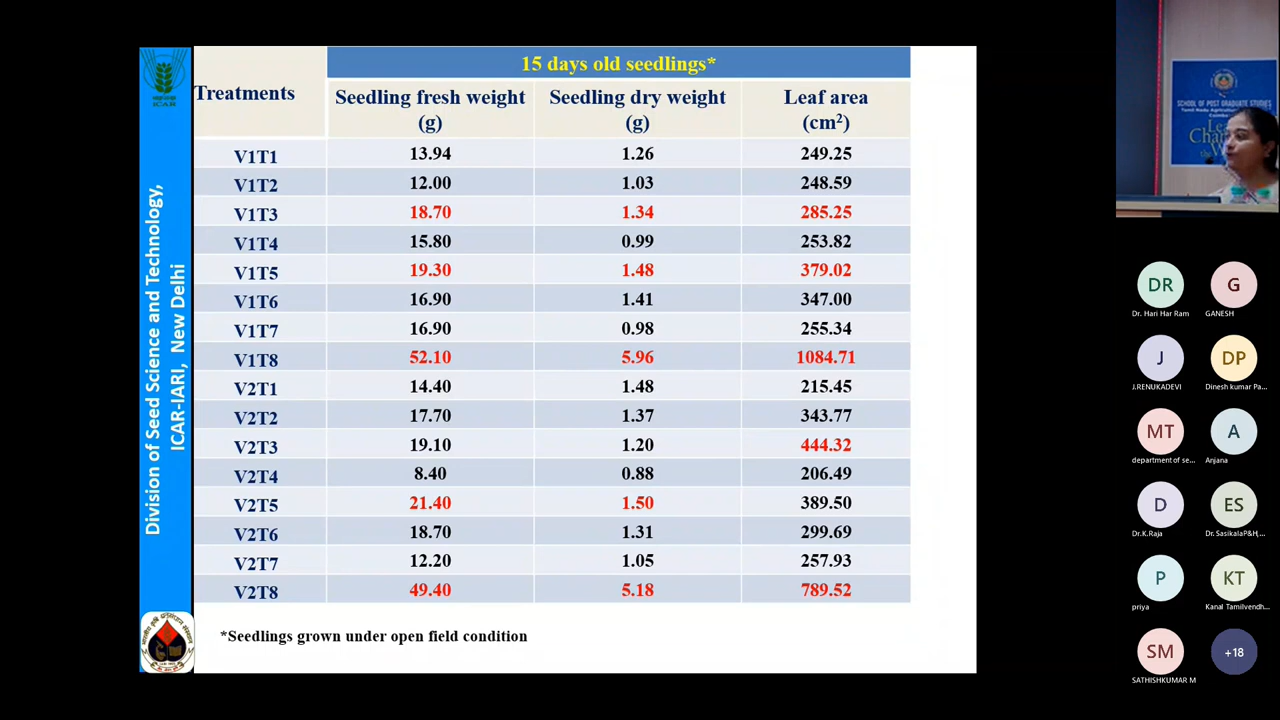 Division of Seed Science and Technology,
ICAR-IARI, New Delhi
ICAR
15 days old seedlings*
Treatments
Seedling fresh weight (g)
Seedling dry weight (g)
Leaf area (cm²)
V1T1 13.94 1.26 249.25
V1T2 12.00 1.03 248.59
V1T3 18.70 1.34 285.25
V1T4 15.80 0.99 253.82
V1T5 19.30 1.48 379.02
V1T6 16.90 1.41 347.00
V1T7 16.90 0.98 255.34
V1T8 52.10 5.96 1084.71
V2T1 14.40 1.48 215.45
V2T2 17.70 1.37 343.77
V2T3 19.10 1.20 444.32
V2T4 8.40 0.88 206.49
V2T5 21.40 1.50 389.50
V2T6 18.70 1.31 299.69
V2T7 12.20 1.05 257.93
V2T8 49.40 5.18 789.52
*Seedlings grown under open field condition
SCHOOL OF POST GRADUATE STUDIES
DR
Dr. Hari Har Ram
G
GANESH
J
J.RENUKADEVI
DP
Dinesh kumar Pa...
MT
department of se...
A
Anjana
D
Dr.K.Raja
ES
Dr. SasikalaP&Hj...
P
priya
KT
Kanal Tamilvendh...
SM
SATHISHKUMAR M
+18